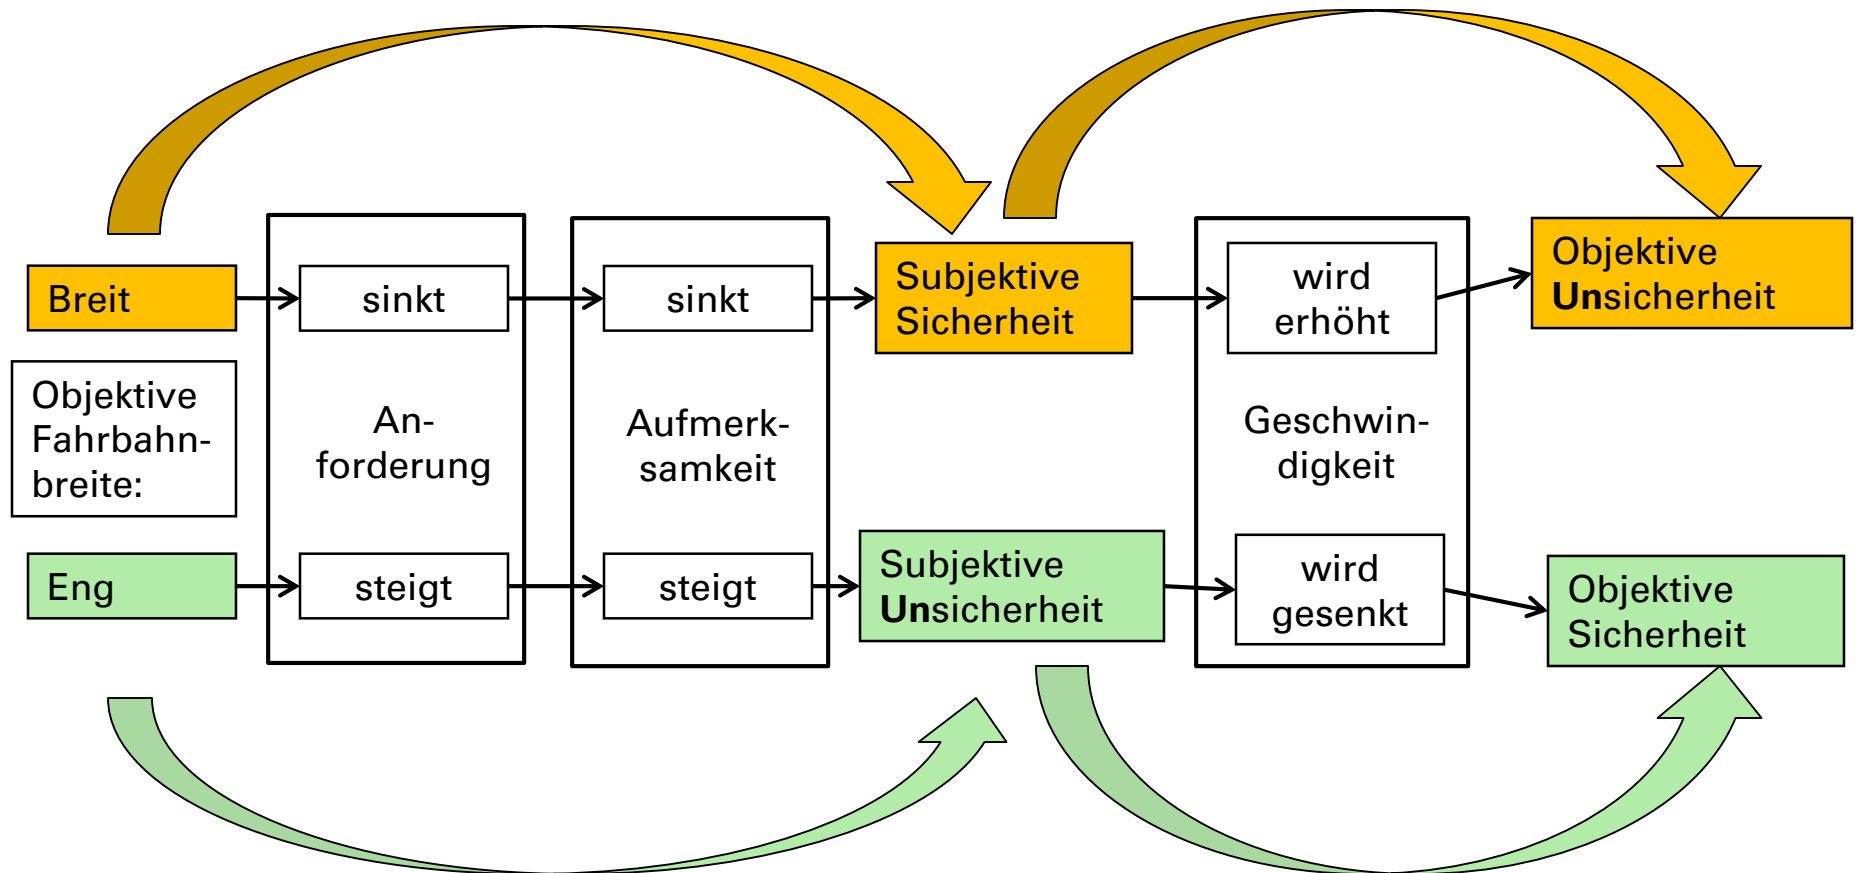 Breit
sinkt
sinkt
Subjektive
Sicherheit
wird
erhöht
Objektive
Unsicherheit
Objektive
Fahrbahn-
breite:
An-
forderung
Aufmerk-
samkeit
Geschwin-
digkeit
Eng
steigt
steigt
Subjektive
Unsicherheit
wird
gesenkt
Objektive
Sicherheit